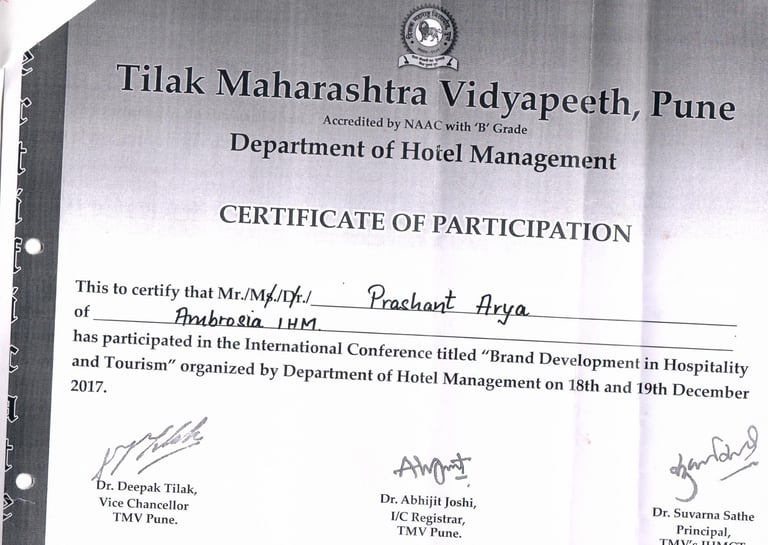 Tilak Maharashtra Vidyapeeth, Pune
Accredited by NAAC with 'B' Grade
Department of Hotel Management
CERTIFICATE OF PARTICIPATION
This to certify that Mr./Ms./Dr./ Prashant Arya
of Ambrosia IHM.
has participated in the International Conference titled "Brand Development in Hospitality
and Tourism" organized by Department of Hotel Management on 18th and 19th December
2017.
Dr. Deepak Tilak,
Vice Chancellor
TMV Pune.
Dr. Abhijit Joshi,
I/C Registrar,
TMV Pune.
Dr. Suvarna Sathe
Principal,